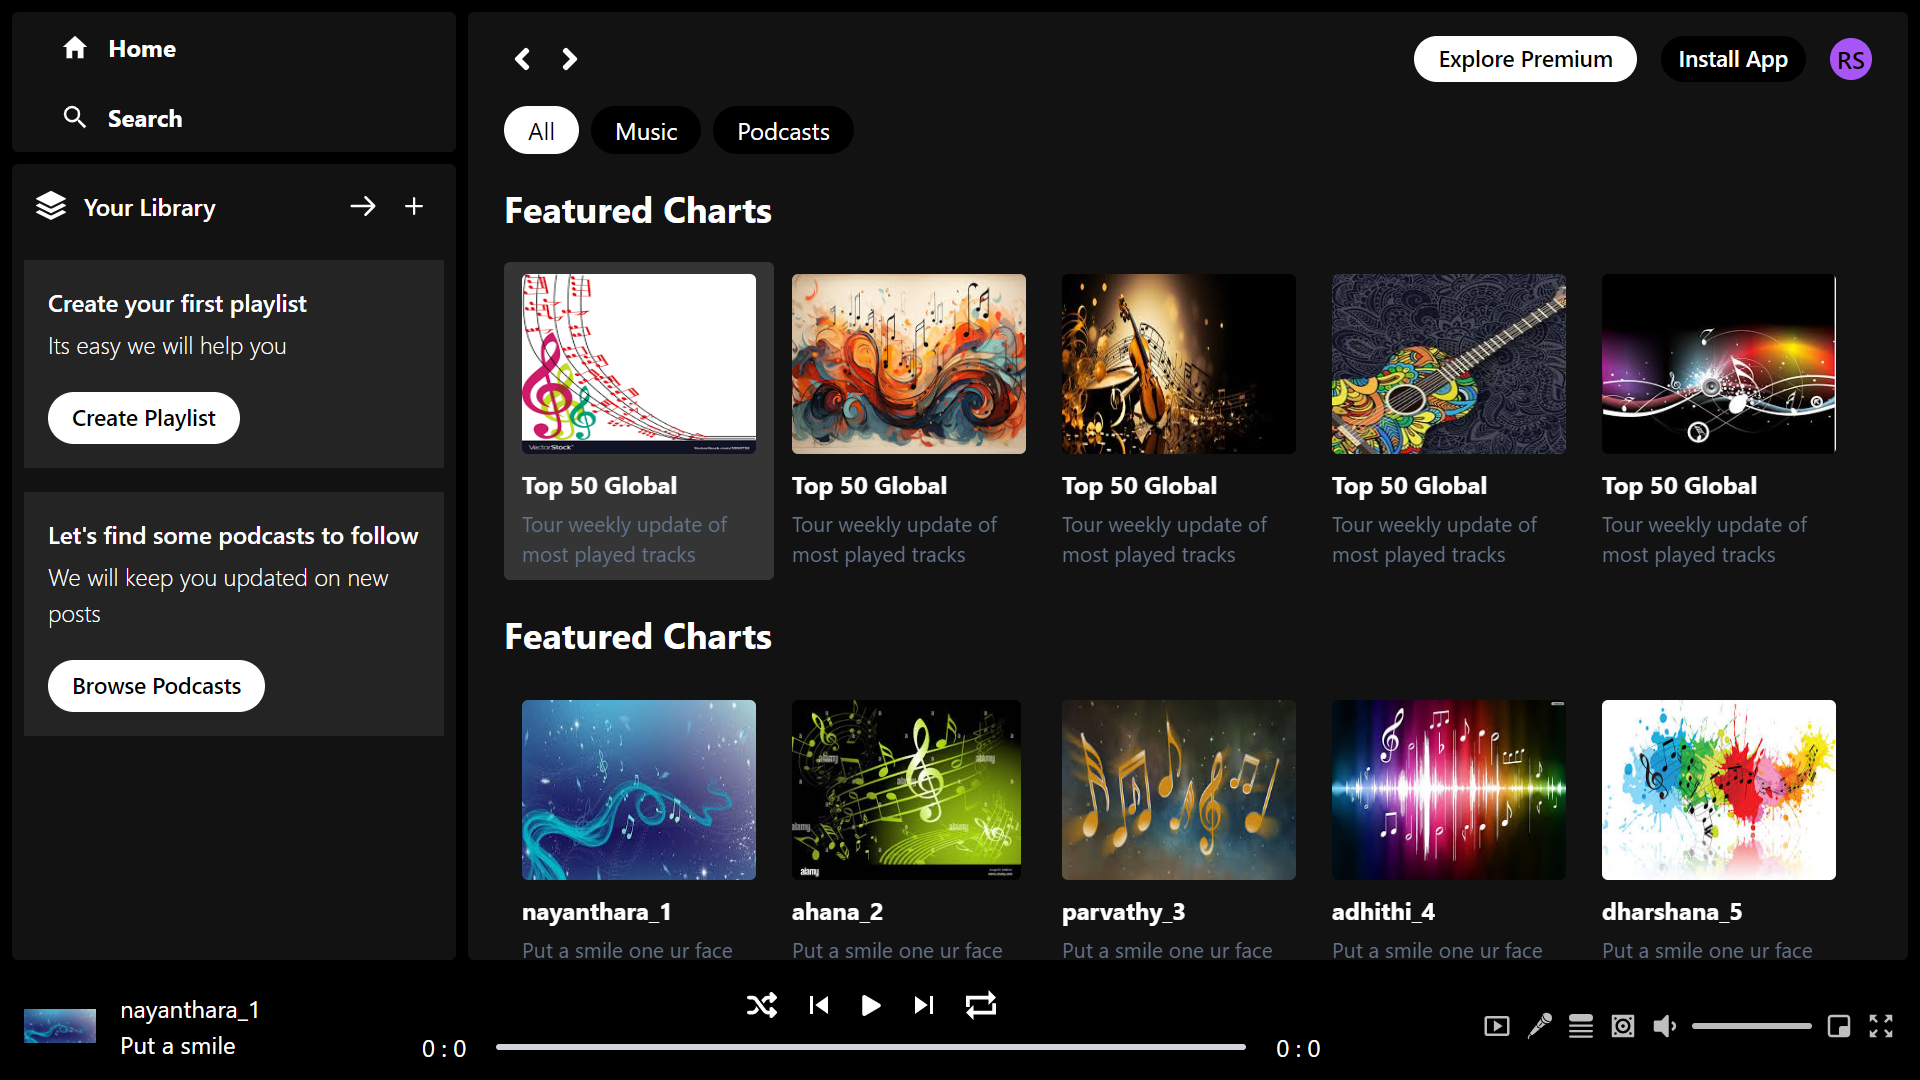 Home
Search
Your Library
Create your first playlist
Its easy we will help you
Create Playlist
Let's find some podcasts to follow
We will keep you updated on new
posts
Browse Podcasts
Explore Premium
Install App
RS
All
Music
Podcasts
Featured Charts
VectorStock
Top 50 Global
Tour weekly update of
most played tracks
Top 50 Global
Tour weekly update of
most played tracks
Top 50 Global
Tour weekly update of
most played tracks
Top 50 Global
Tour weekly update of
most played tracks
Top 50 Global
Tour weekly update of
most played tracks
Featured Charts
alamy
alamy
alamy
alamy
alamy
nayanthara_1
Put a smile one ur face
ahana_2
Put a smile one ur face
parvathy_3
Put a smile one ur face
adhithi_4
Put a smile one ur face
dharshana_5
Put a smile one ur face
nayanthara_1
Put a smile
0 : 0
0 : 0